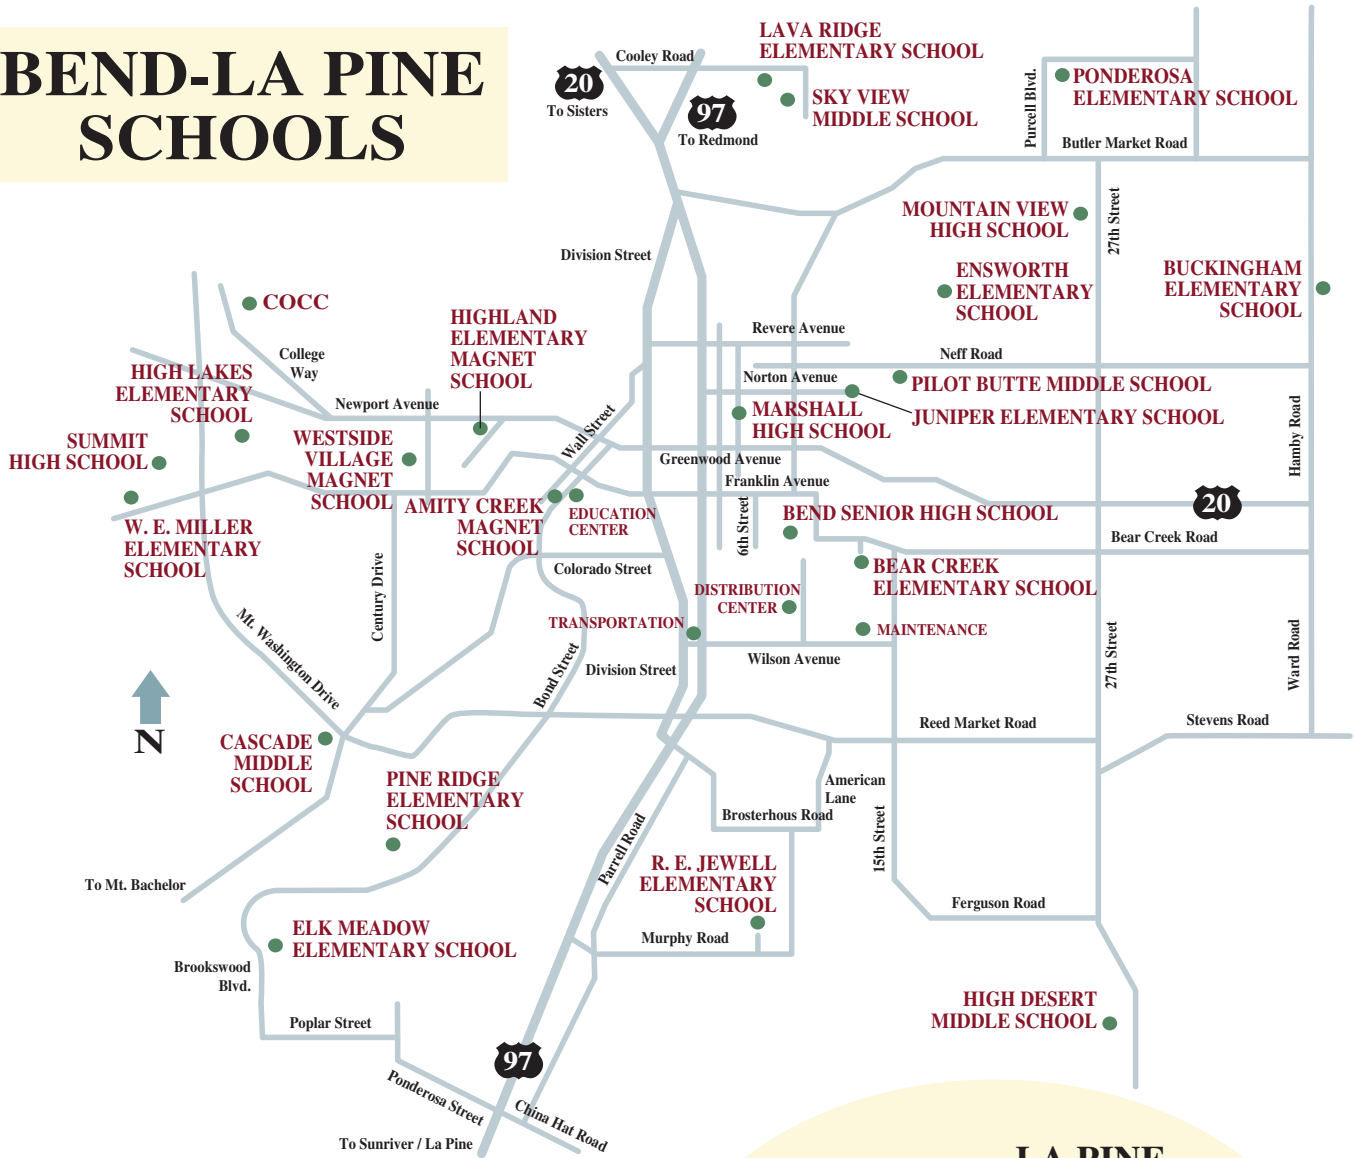 BEND-LA PINE
SCHOOLS
LAVA RIDGE
ELEMENTARY SCHOOL
Cooley Road
20
To Sisters
97
To Redmond
SKY VIEW
MIDDLE SCHOOL
Purcell Blvd.
PONDEROSA
ELEMENTARY SCHOOL
Butler Market Road
MOUNTAIN VIEW
HIGH SCHOOL
27th Street
Division Street
ENSWORTH
ELEMENTARY
SCHOOL
BUCKINGHAM
ELEMENTARY
SCHOOL
COCC
College
Way
HIGHLAND
ELEMENTARY
MAGNET
SCHOOL
Revere Avenue
Neff Road
HIGH LAKES
ELEMENTARY
SCHOOL
Newport Avenue
Norton Avenue
PILOT BUTTE MIDDLE SCHOOL
JUNIPER ELEMENTARY SCHOOL
MARSHALL
HIGH SCHOOL
Wall Street
Hamby Road
SUMMIT
HIGH SCHOOL
WESTSIDE
VILLAGE
MAGNET
SCHOOL
Greenwood Avenue
Franklin Avenue
20
AMITY CREEK
MAGNET
SCHOOL
EDUCATION
CENTER
6th Street
BEND SENIOR HIGH SCHOOL
Bear Creek Road
W. E. MILLER
ELEMENTARY
SCHOOL
Colorado Street
BEAR CREEK
ELEMENTARY SCHOOL
DISTRIBUTION
CENTER
Century Drive
TRANSPORTATION
MAINTENANCE
Mt. Washington Drive
Bond Street
Division Street
Wilson Avenue
27th Street
Ward Road
N
Reed Market Road
Stevens Road
CASCADE
MIDDLE
SCHOOL
PINE RIDGE
ELEMENTARY
SCHOOL
American
Lane
Brosterhous Road
15th Street
Parrell Road
To Mt. Bachelor
R. E. JEWELL
ELEMENTARY
SCHOOL
Ferguson Road
ELK MEADOW
ELEMENTARY SCHOOL
Murphy Road
Brookswood
Blvd.
HIGH DESERT
MIDDLE SCHOOL
Poplar Street
97
Ponderosa Street
China Hat Road
To Sunriver / La Pine
LA PINE